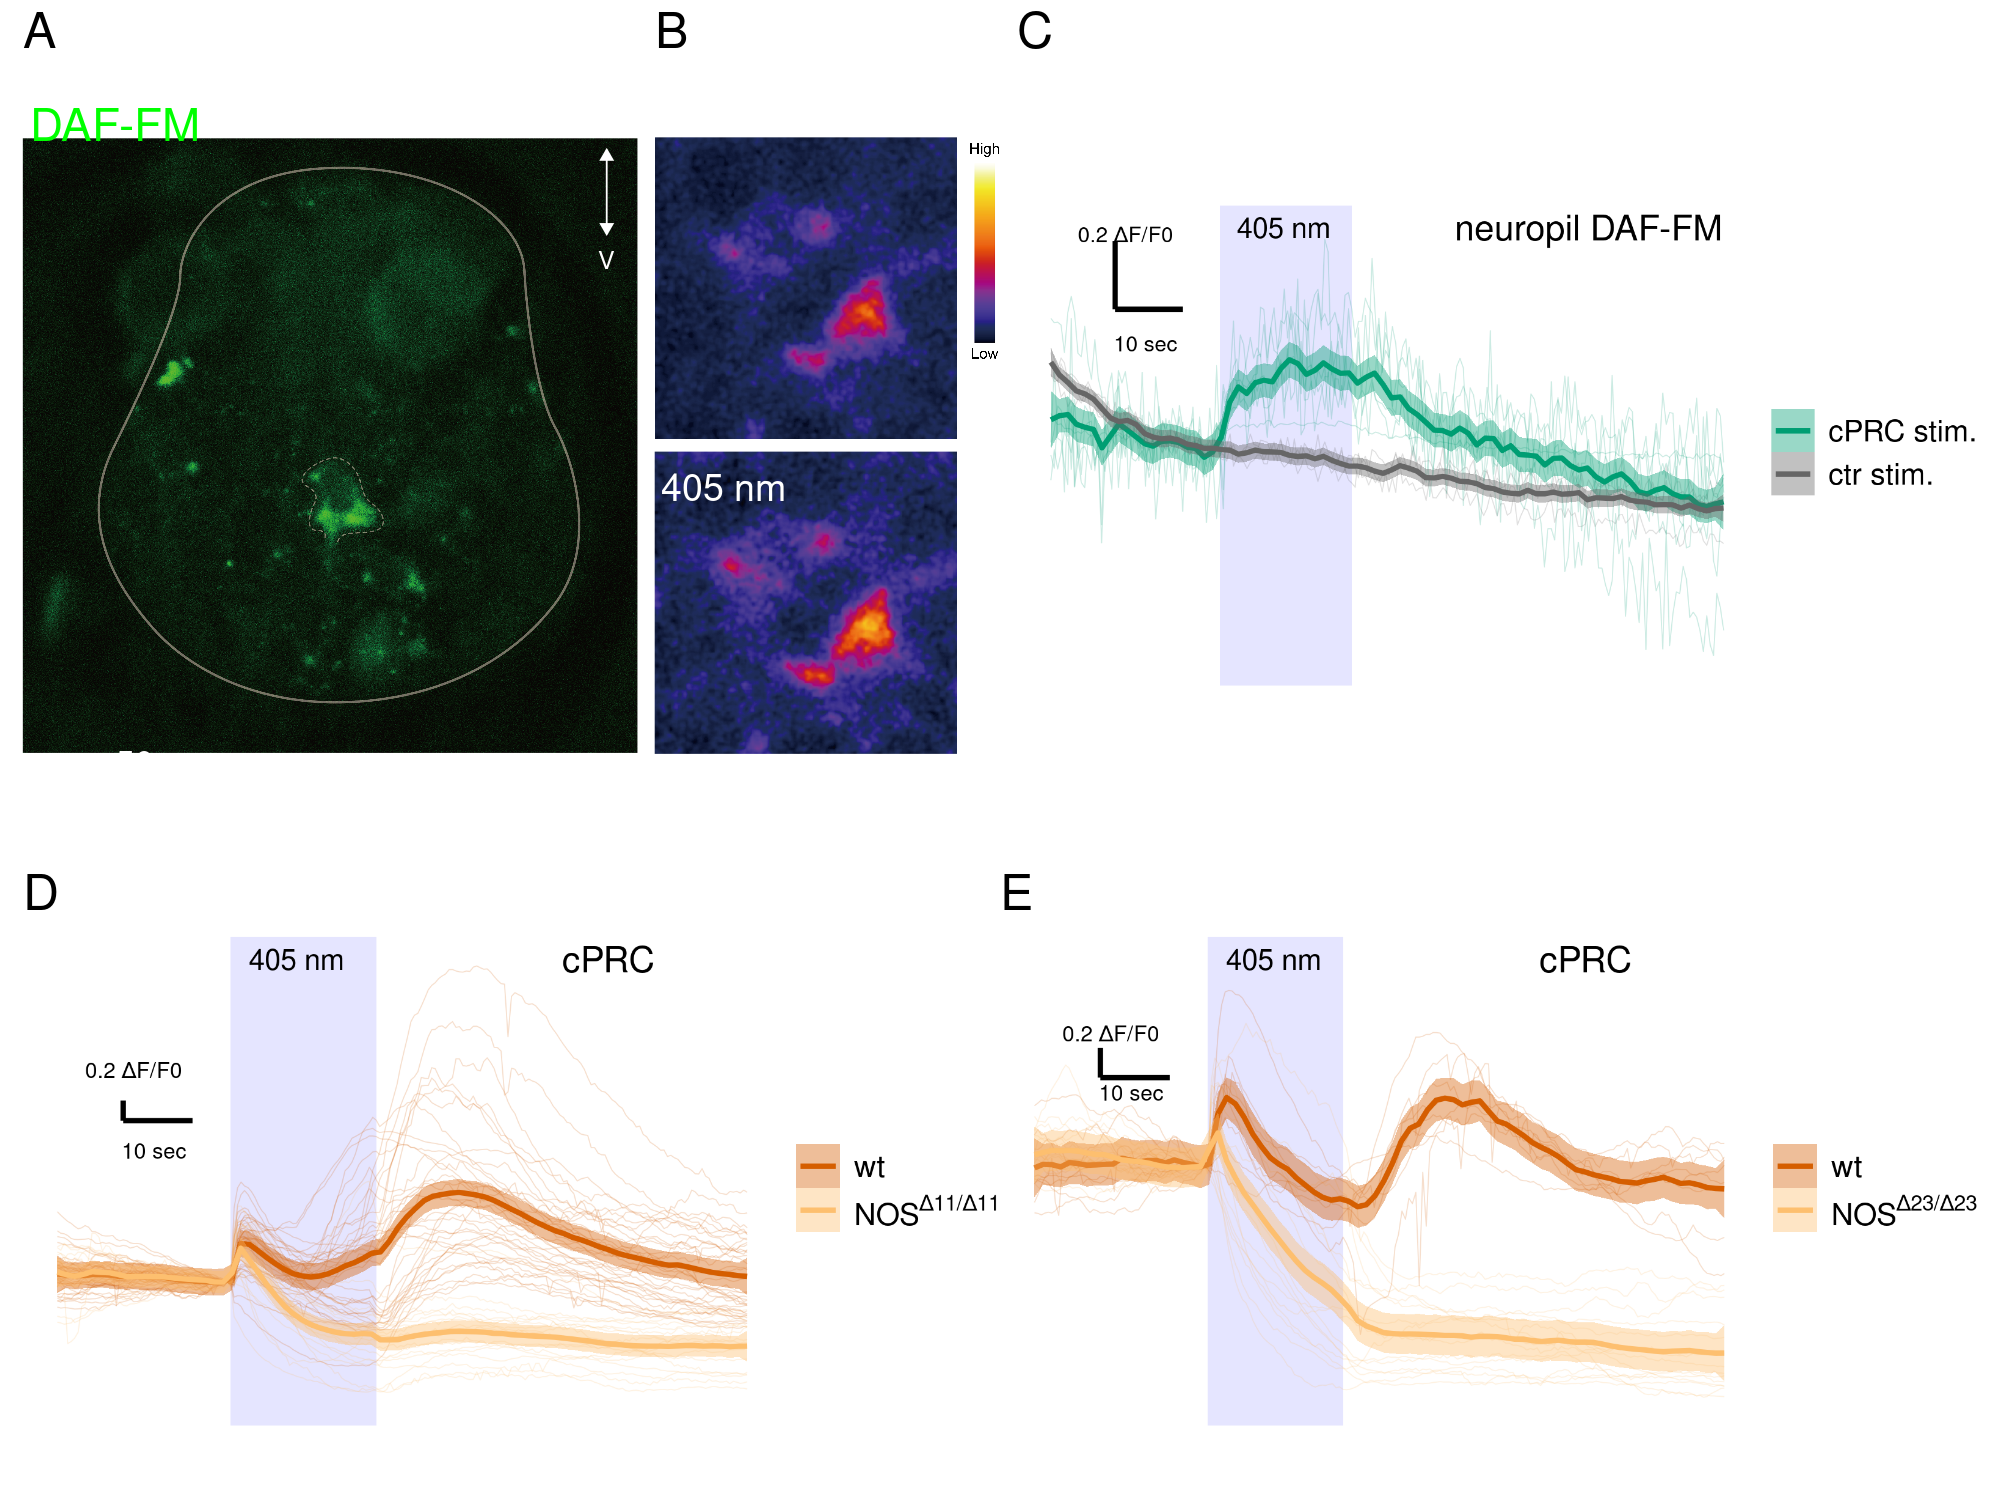 A
B
C
DAF-FM
V
High
Low
405 nm
0.2 ΔF/F0
10 sec
405 nm
neuropil DAF-FM
cPRC stim.
ctr stim.
D
E
405 nm
cPRC
0.2 ΔF/F0
10 sec
wt
NOSΔ11/Δ11
405 nm
cPRC
0.2 ΔF/F0
10 sec
wt
NOSΔ23/Δ23